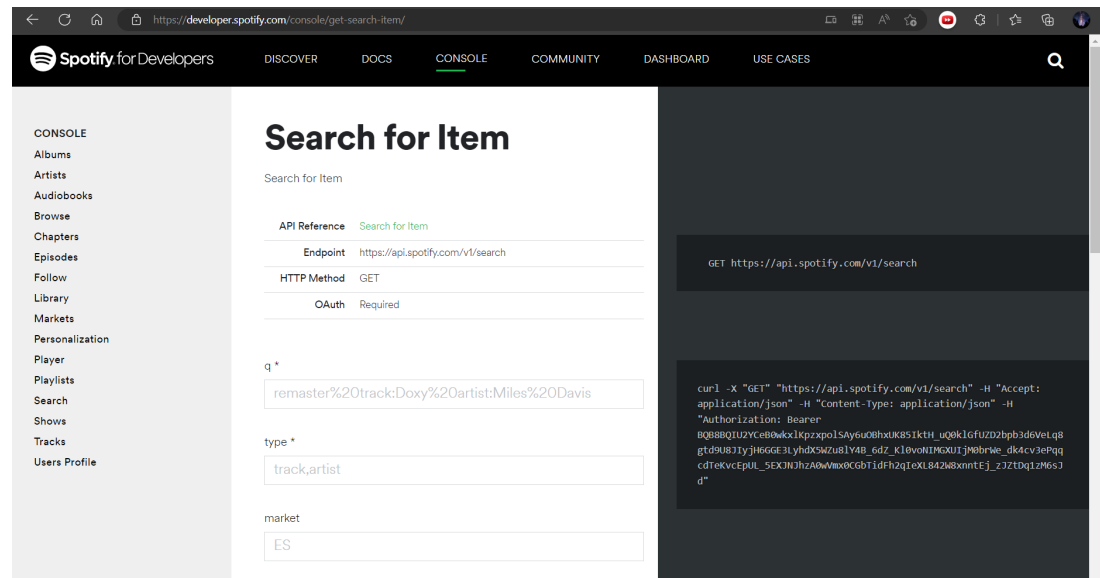 https://developer.spotify.com/console/get-search-item/
Spotify for Developers
DISCOVER
DOCS
CONSOLE
COMMUNITY
DASHBOARD
USE CASES
CONSOLE
Albums
Artists
Audiobooks
Browse
Chapters
Episodes
Follow
Library
Markets
Personalization
Player
Playlists
Search
Shows
Tracks
Users Profile
Search for Item
Search for Item
API Reference Search for Item
Endpoint https://api.spotify.com/v1/search
HTTP Method GET
OAuth Required
q *
remaster%20track:Doxy%20artist:Miles%20Davis
type *
track,artist
market
ES
GET https://api.spotify.com/v1/search
curl -X "GET" "https://api.spotify.com/v1/search" -H "Accept:
application/json" -H "Content-Type: application/json" -H
"Authorization: Bearer
BQB8BQIU2YCeB0wkxlKpzxpolSAy6uOBhxUK85IktH_uQ0klGfUZD2bpb3d6VeLq8
gtd9U8JIyjH6GGE3LyhdX5WZu8lY4B_6dZ_Kl0voNIMGXUIjM0brWe_dk4cv3ePqq
cdTeKvcEpUL_5EXJNJhzA0wVmx0CGbTidFh2qIeXL842W8xnntEj_zJZtDq1zM6sJ
d"